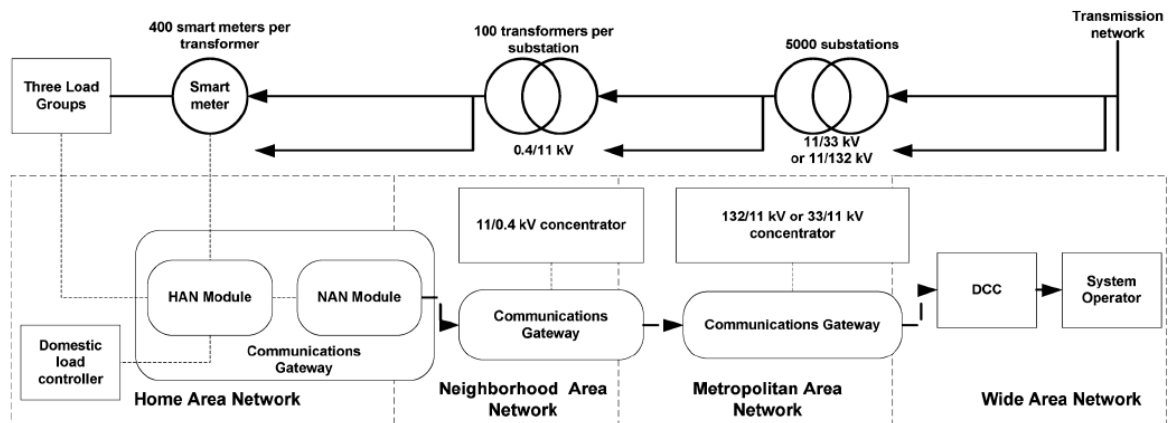 400 smart meters per
transformer
100 transformers per
substation
5000 substations
Transmission
network
Three Load
Groups
Smart
meter
0.4/11 kV
11/33 kV
or 11/132 kV
11/0.4 kV concentrator
132/11 kV or 33/11 kV
concentrator
HAN Module
NAN Module
Communications
Gateway
Communications
Gateway
Communications Gateway
DCC
System
Operator
Domestic
load
controller
Home Area Network
Neighborhood Area
Network
Metropolitan Area
Network
Wide Area Network